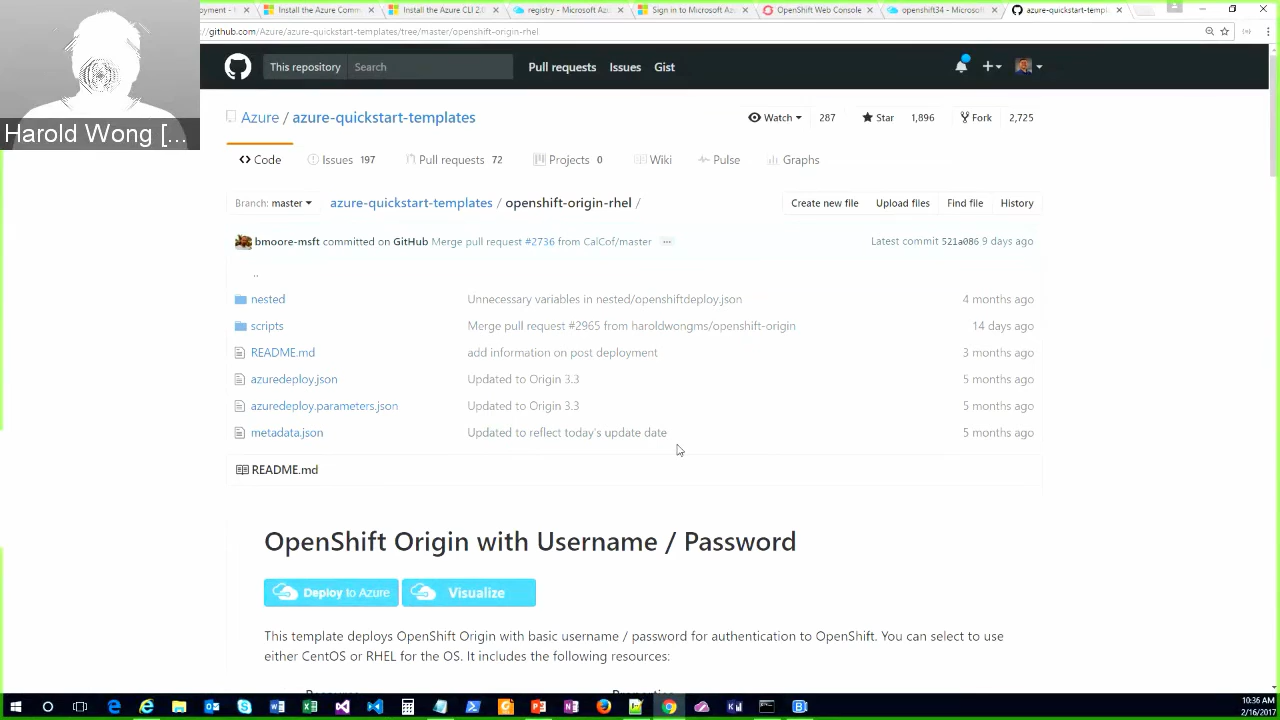 oyment -
Install the Azure Comm
Install the Azure CLI 2.0
registry - Microsoft Az
Sign in to Microsoft Az
OpenShift Web Console
openshift34 - Microsof
azure-quickstart-templ
://github.com/Azure/azure-quickstart-templates/tree/master/openshift-origin-rhel
This repository Search Pull requests Issues Gist
Harold Wong [...
Azure / azure-quickstart-templates Watch 287 Star 1,896 Fork 2,725
Code Issues 197 Pull requests 72 Projects 0 Wiki Pulse Graphs
Branch: master azure-quickstart-templates / openshift-origin-rhel / Create new file Upload files Find file History
bmoore-msft committed on GitHub Merge pull request #2736 from CalCof/master ... Latest commit 521a086 9 days ago
..
nested Unnecessary variables in nested/openshiftdeploy.json 4 months ago
scripts Merge pull request #2965 from haroldwongms/openshift-origin 14 days ago
README.md add information on post deployment 3 months ago
azuredeploy.json Updated to Origin 3.3 5 months ago
azuredeploy.parameters.json Updated to Origin 3.3 5 months ago
metadata.json Updated to reflect today's update date 5 months ago
README.md
OpenShift Origin with Username / Password
Deploy to Azure Visualize
This template deploys OpenShift Origin with basic username / password for authentication to OpenShift. You can select to use
either CentOS or RHEL for the OS. It includes the following resources:
Resource Properties
10:36 AM
2/16/2017